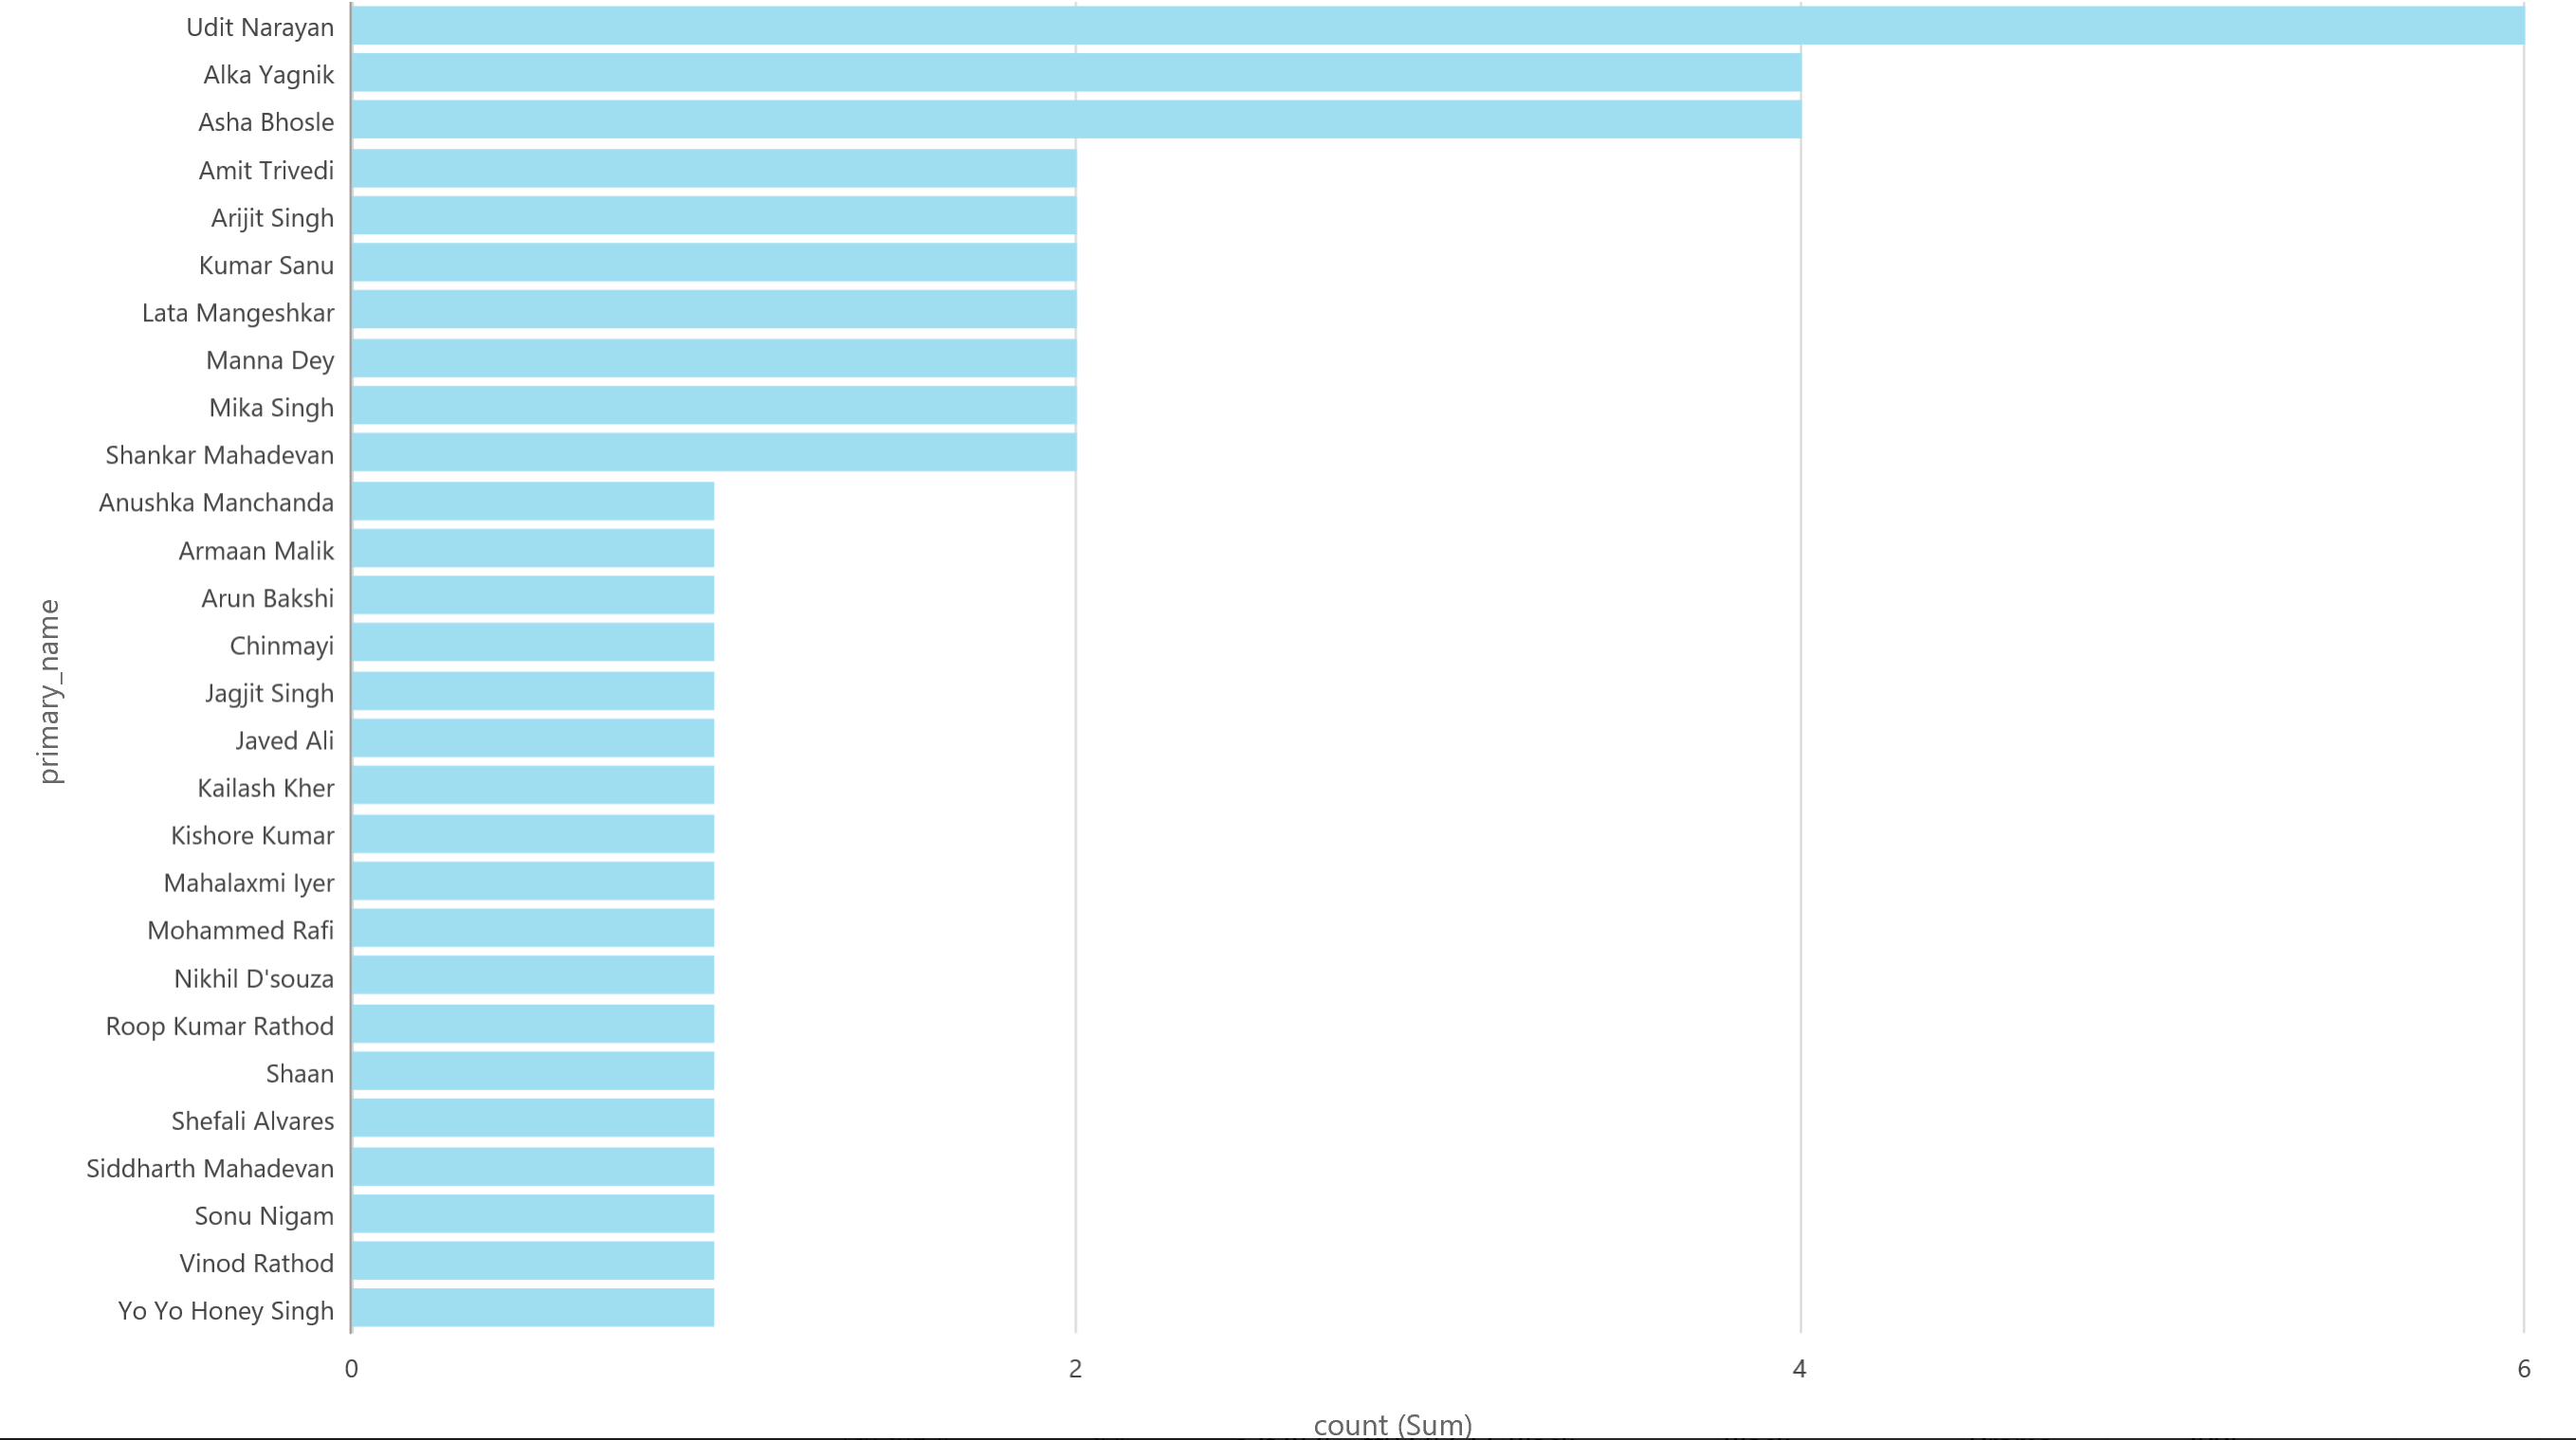 Udit Narayan
Alka Yagnik
Asha Bhosle
Amit Trivedi
Arijit Singh
Kumar Sanu
Lata Mangeshkar
Manna Dey
Mika Singh
Shankar Mahadevan
Anushka Manchanda
Armaan Malik
Arun Bakshi
Chinmayi
Jagjit Singh
Javed Ali
Kailash Kher
Kishore Kumar
Mahalaxmi Iyer
Mohammed Rafi
Nikhil D'souza
Roop Kumar Rathod
Shaan
Shefali Alvares
Siddharth Mahadevan
Sonu Nigam
Vinod Rathod
Yo Yo Honey Singh
primary_name
0 2 4 6
count (Sum)